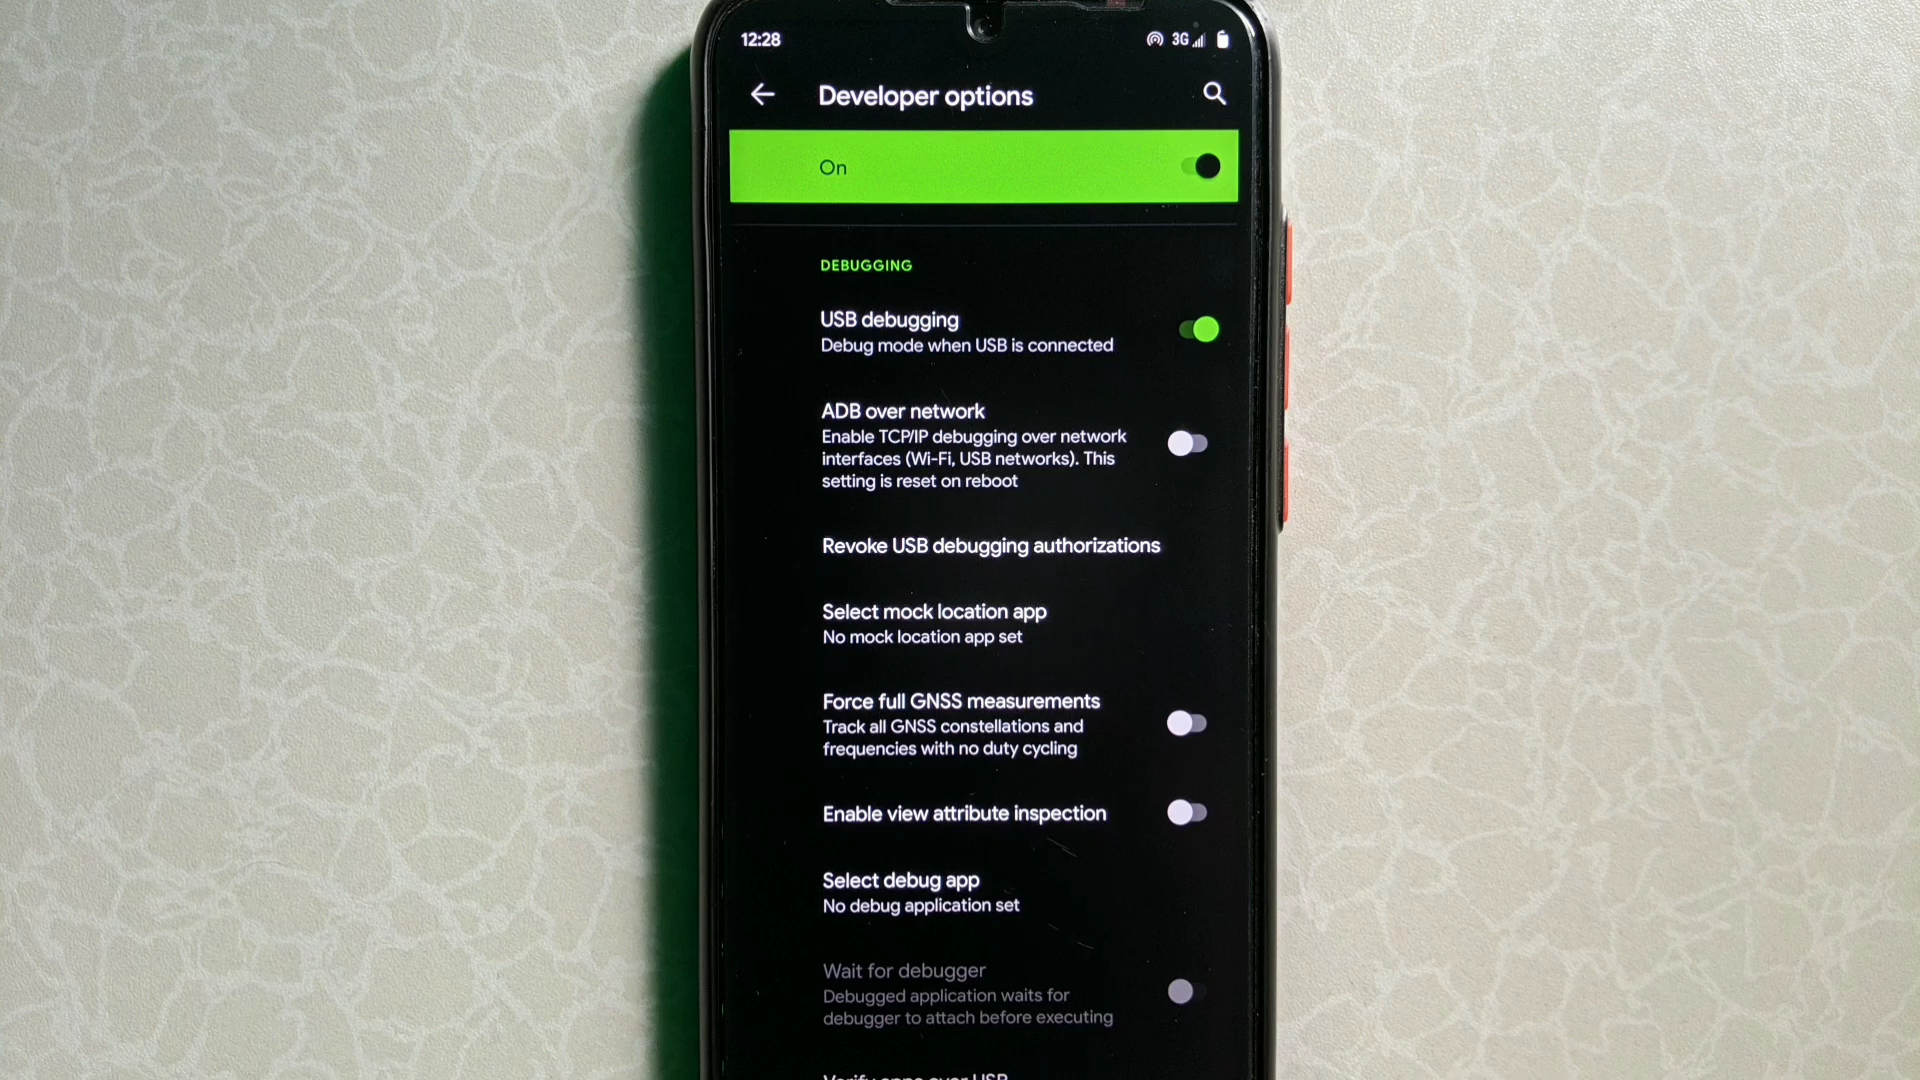 12:28
3G
Developer options
On
DEBUGGING
USB debugging
Debug mode when USB is connected
ADB over network
Enable TCP/IP debugging over network
interfaces (Wi-Fi, USB networks). This
setting is reset on reboot
Revoke USB debugging authorizations
Select mock location app
No mock location app set
Force full GNSS measurements
Track all GNSS constellations and
frequencies with no duty cycling
Enable view attribute inspection
Select debug app
No debug application set
Wait for debugger
Debugged application waits for
debugger to attach before executing
Verify apps over USB